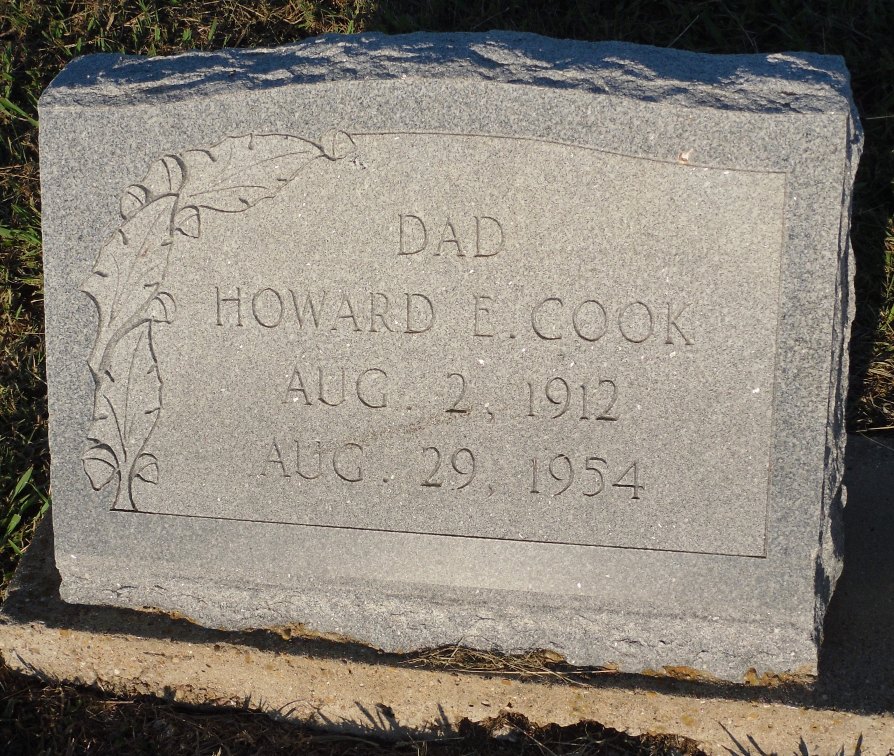 DAD
HOWARD E. COOK
AUG. 2, 1912
AUG. 29, 1954